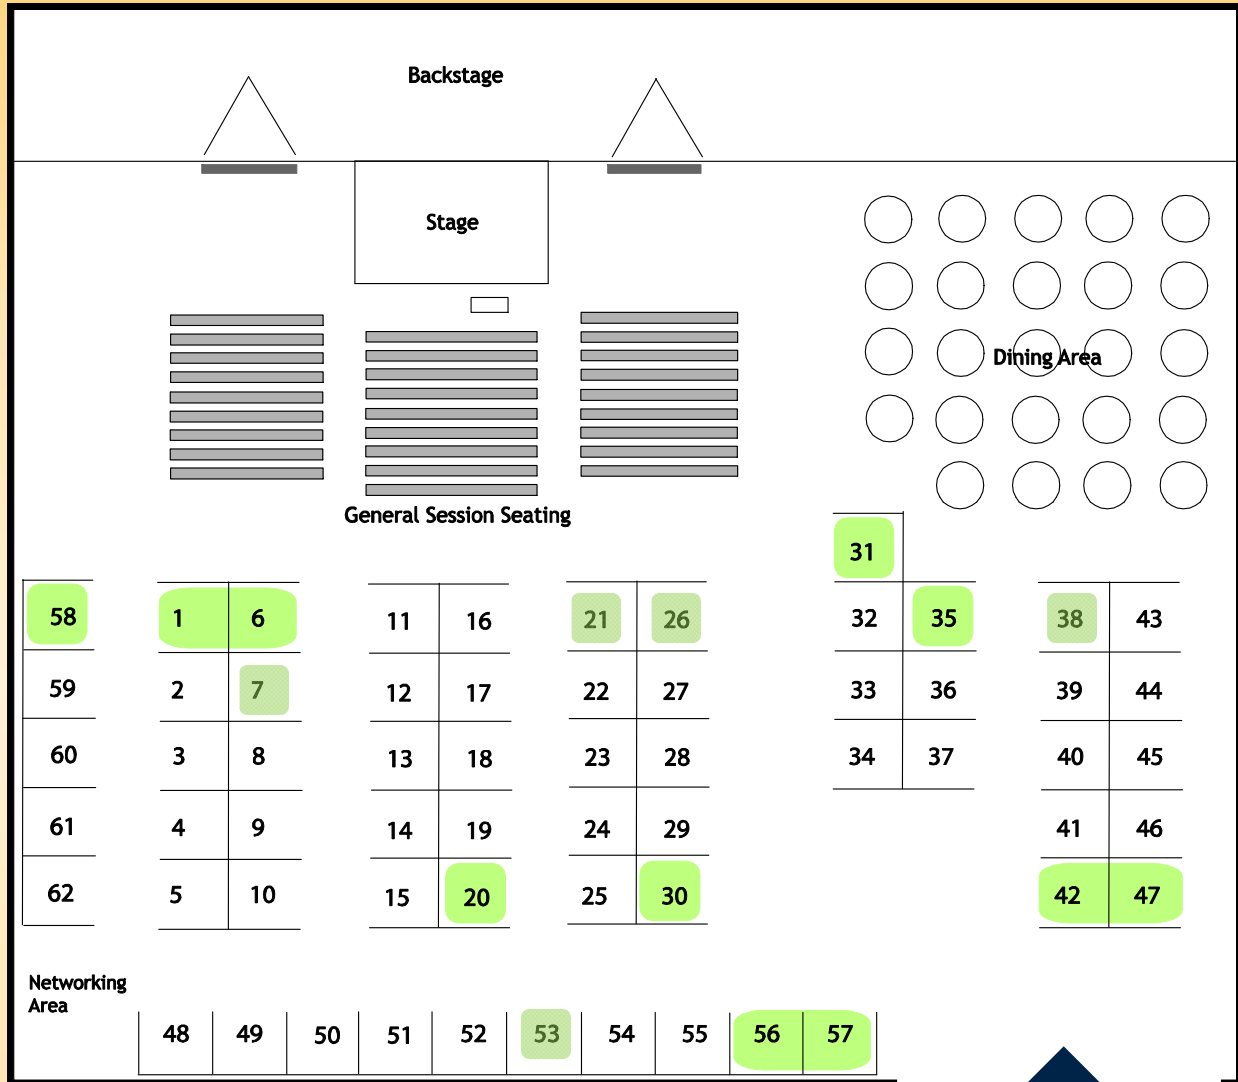 Backstage
Stage
Dining Area
General Session Seating
31
58 1 6 11 16 21 26 32 35 38 43
59 2 7 12 17 22 27 33 36 39 44
60 3 8 13 18 23 28 34 37 40 45
61 4 9 14 19 24 29 41 46
62 5 10 15 20 25 30 42 47
Networking
Area
48 49 50 51 52 53 54 55 56 57